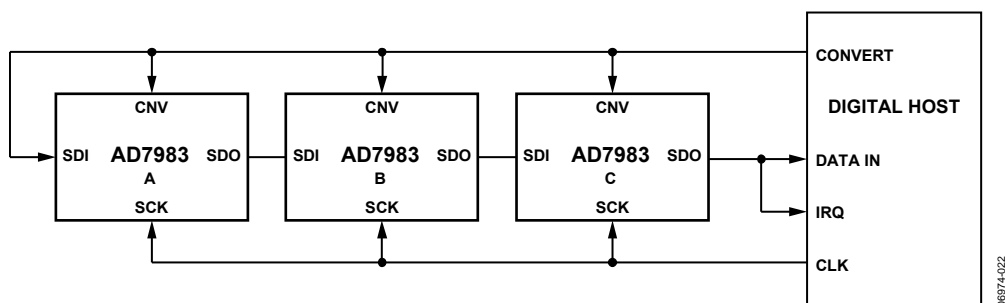 CONVERT
CNV
CNV
CNV
DIGITAL HOST
SDI AD7983 SDO
A
SCK
SDI AD7983 SDO
B
SCK
SDI AD7983 SDO
C
SCK
DATA IN
IRQ
CLK
06974-022